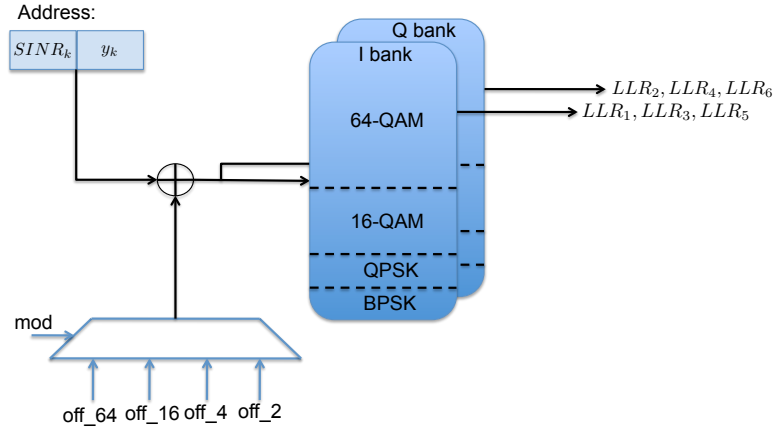 Address:
Q bank
$SINR_k$ $y_k$
I bank
$LLR_2, LLR_4, LLR_6$
64-QAM
$LLR_1, LLR_3, LLR_5$
16-QAM
QPSK
BPSK
mod
off_64 off_16 off_4 off_2